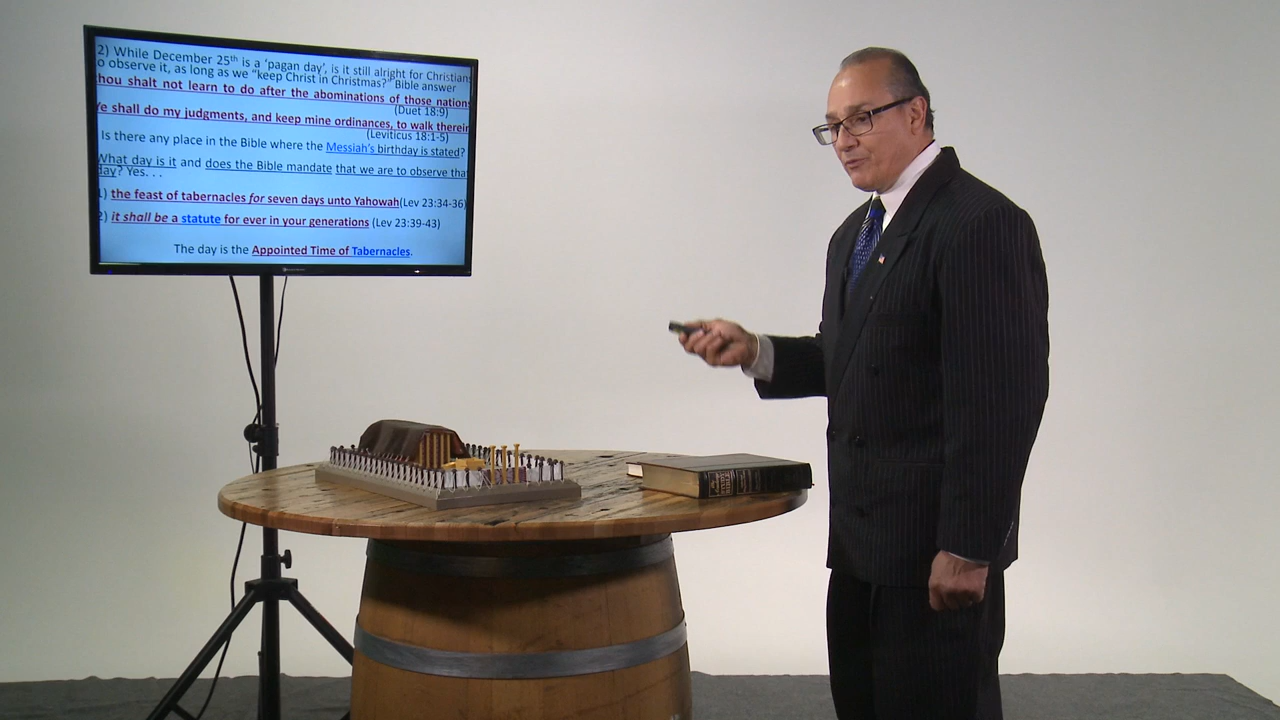 2) While December 25th is a 'pagan day', is it still alright for Christian
o observe it, as long as we "keep Christ in Christmas?" Bible answer
hou shalt not learn to do after the abominations of those nations
(Duet 18:9)
e shall do my judgments, and keep mine ordinances, to walk therein
(Leviticus 18:1-5)
Is there any place in the Bible where the Messiah's birthday is stated?
What day is it and does the Bible mandate that we are to observe tha
day? Yes. . .
1) the feast of tabernacles for seven days unto Yahowah(Lev 23:34-36)
2) it shall be a statute for ever in your generations (Lev 23:39-43)
The day is the Appointed Time of Tabernacles.